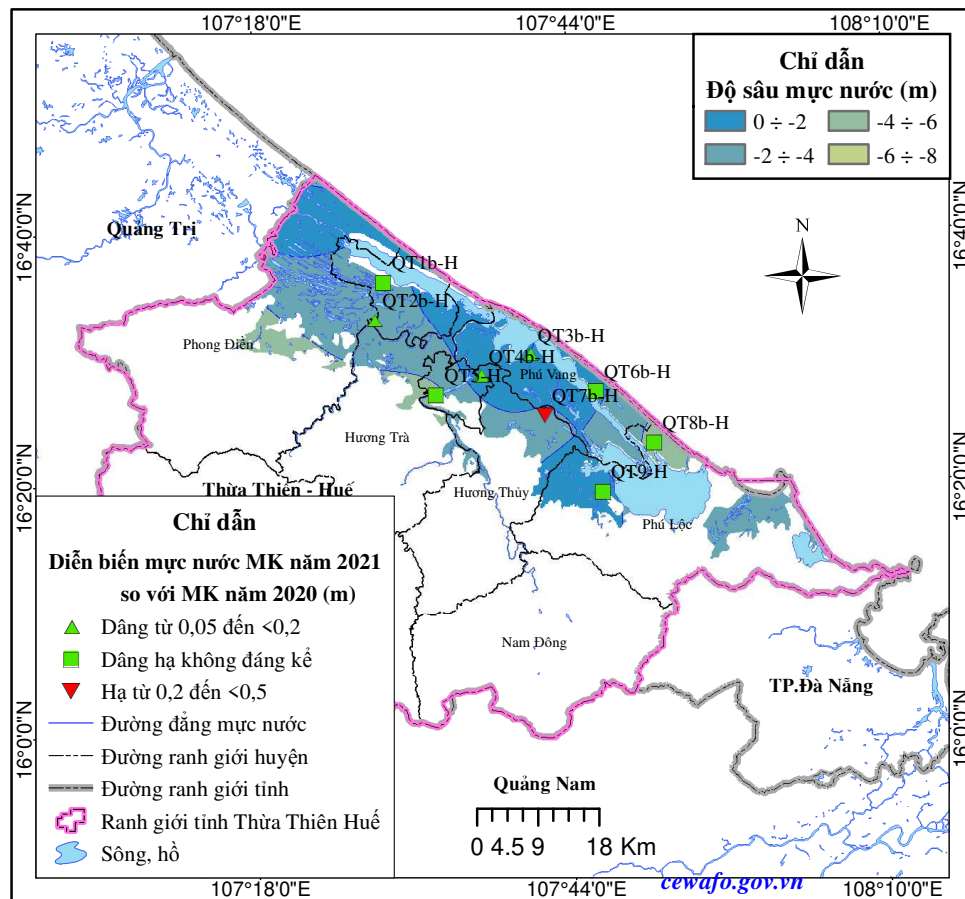 107°18'0"E
107°44'0"E
108°10'0"E
Chỉ dẫn
Độ sâu mực nước (m)
0 ÷ -2
-4 ÷ -6
-2 ÷ -4
-6 ÷ -8
16°40'0"N
16°40'0"N
Quảng Trị
N
QT1b-H
QT2b-H
QT3b-H
Phong Điền
QT4b-H
Phú Vang
QT5-H
QT6b-H
QT7b-H
QT8b-H
Hương Trà
QT9-H
16°20'0"N
16°20'0"N
Thừa Thiên - Huế
Hương Thủy
Phú Lộc
Chỉ dẫn
Diễn biến mực nước MK năm 2021
so với MK năm 2020 (m)
Dâng từ 0,05 đến <0,2
Dâng hạ không đáng kể
Hạ từ 0,2 đến <0,5
Đường đẳng mực nước
Đường ranh giới huyện
Đường ranh giới tỉnh
Ranh giới tỉnh Thừa Thiên Huế
Sông, hồ
Nam Đông
TP.Đà Nẵng
16°0'0"N
16°0'0"N
Quảng Nam
0 4.5 9 18 Km
cewafo.gov.vn
107°18'0"E
107°44'0"E
108°10'0"E